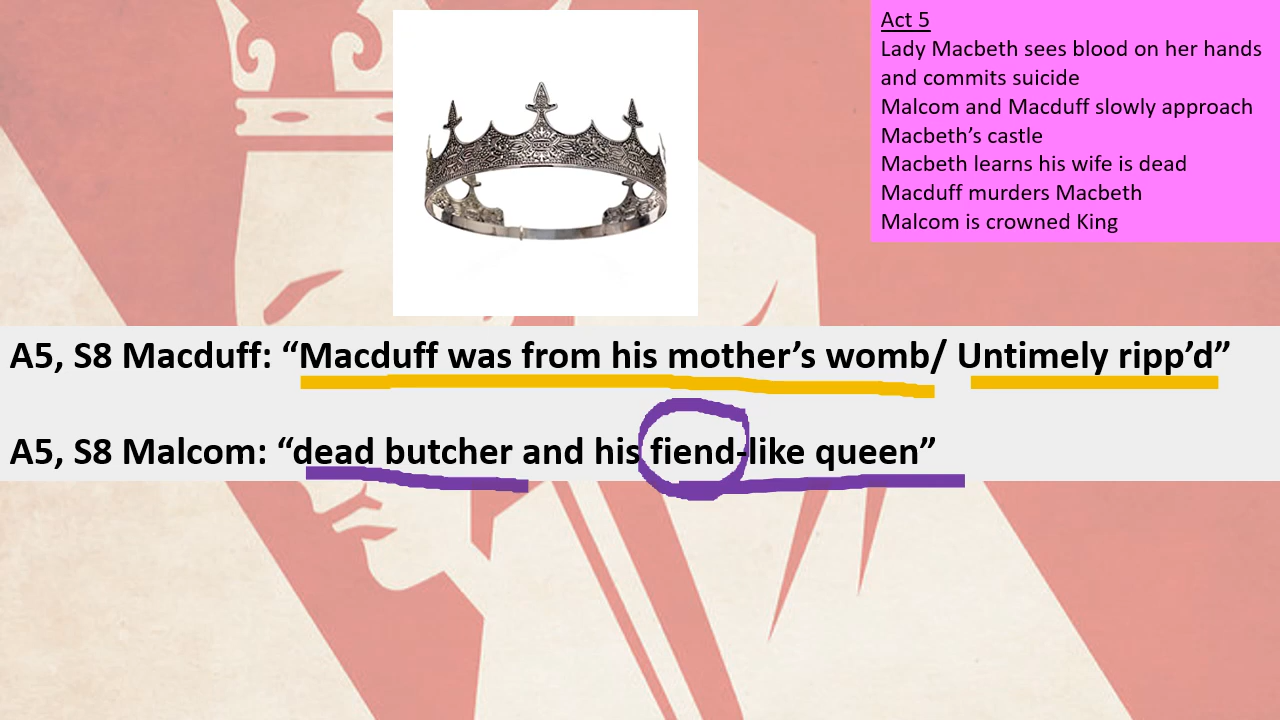 Act 5
Lady Macbeth sees blood on her hands
and commits suicide
Malcom and Macduff slowly approach
Macbeth’s castle
Macbeth learns his wife is dead
Macduff murders Macbeth
Malcom is crowned King
A5, S8 Macduff: “Macduff was from his mother’s womb/ Untimely ripp’d”
A5, S8 Malcom: “dead butcher and his fiend-like queen”